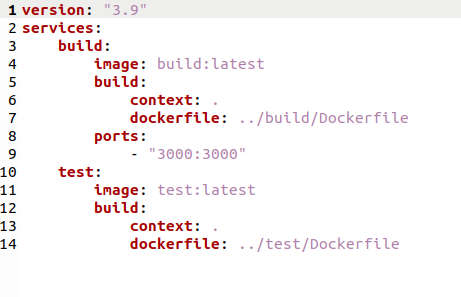 1 version: "3.9"
2 services:
3     build:
4         image: build:latest
5         build:
6             context: .
7             dockerfile: ../build/Dockerfile
8         ports:
9             - "3000:3000"
10     test:
11         image: test:latest
12         build:
13             context: .
14             dockerfile: ../test/Dockerfile